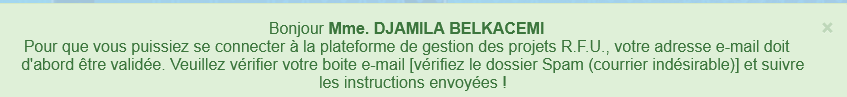 Bonjour Mme. DJAMILA BELKACEMI
Pour que vous puissiez se connecter à la plateforme de gestion des projets R.F.U., votre adresse e-mail doit
d'abord être validée. Veuillez vérifier votre boite e-mail [vérifiez le dossier Spam (courrier indésirable)] et suivre
les instructions envoyées !